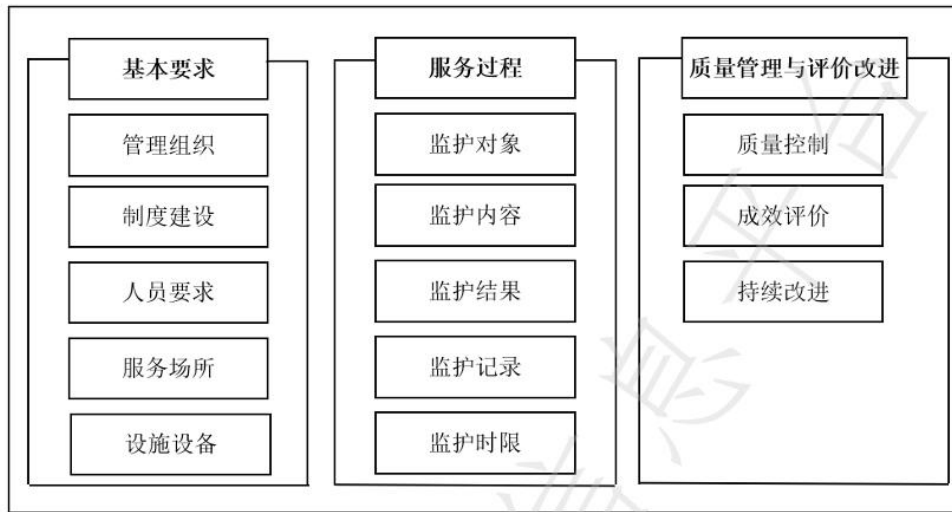 基本要求
管理组织
制度建设
人员要求
服务场所
设施设备
服务过程
监护对象
监护内容
监护结果
监护记录
监护时限
质量管理与评价改进
质量控制
成效评价
持续改进